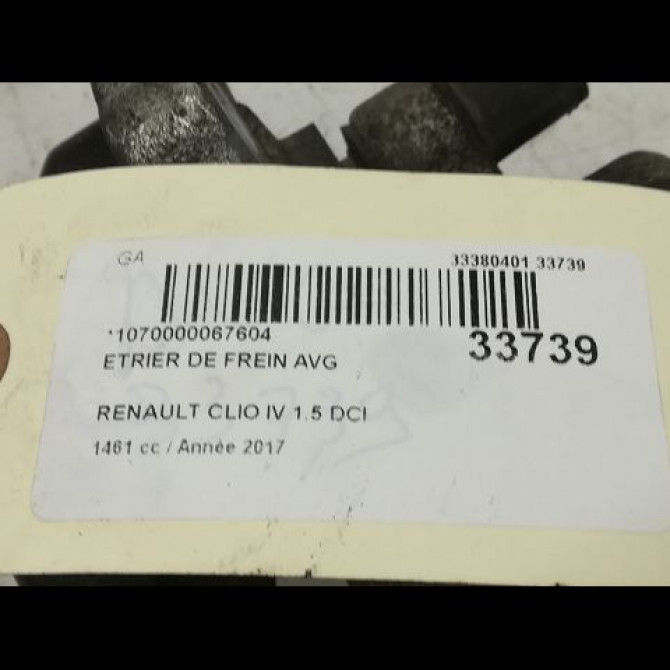 GA
33380401 33739
*1070000067604
33739
ETRIER DE FREIN AVG
RENAULT CLIO IV 1.5 DCI
1461 cc / Année 2017